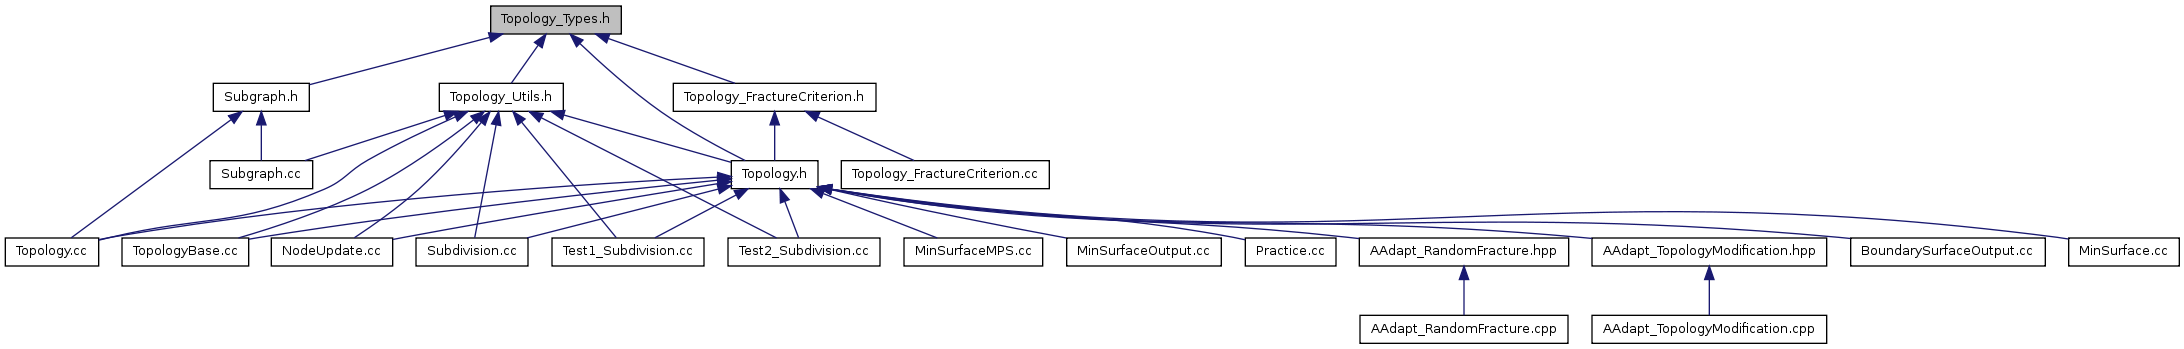 Topology_Types.h
Subgraph.h
Topology_Utils.h
Topology_FractureCriterion.h
Subgraph.cc
Topology.h
Topology_FractureCriterion.cc
Topology.cc
TopologyBase.cc
NodeUpdate.cc
Subdivision.cc
Test1_Subdivision.cc
Test2_Subdivision.cc
MinSurfaceMPS.cc
MinSurfaceOutput.cc
Practice.cc
AAdapt_RandomFracture.hpp
AAdapt_TopologyModification.hpp
BoundarySurfaceOutput.cc
MinSurface.cc
AAdapt_RandomFracture.cpp
AAdapt_TopologyModification.cpp